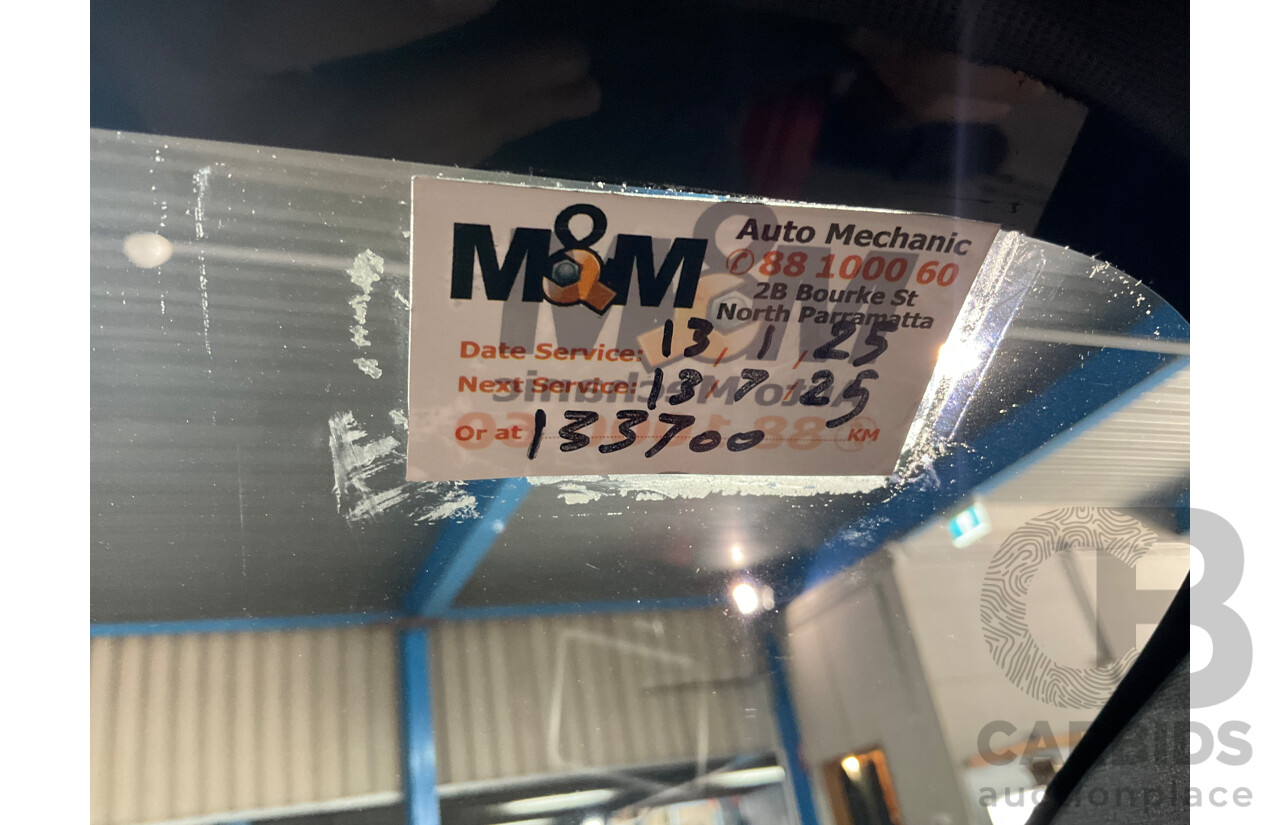 M&M
Auto Mechanic
✆ 88 1000 60
2B Bourke St
North Parramatta
Date Service: 13 / 1 / 25
Next Service: 13 / 7 / 25
Or at 133700 KM
CB
CARBIDS
auctionplace